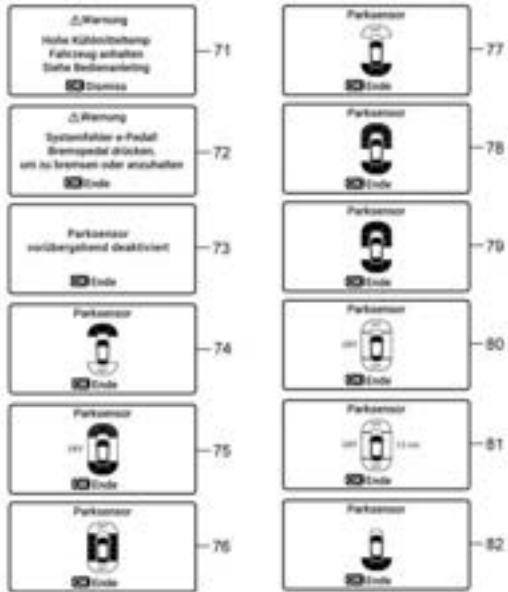 Warnung
Hohe Kühlmitteltemp
Fahrzeug anhalten
Siehe Bedienanleitung
OK Dismiss
71
Warnung
Systemfehler e-Pedal!
Bremspedal drücken,
um zu bremsen oder anzuhalten
OK Ende
72
Parksensor
vorübergehend deaktiviert
OK Ende
73
Parksensor
OK Ende
74
Parksensor
OFF
OK Ende
75
Parksensor
OK Ende
76
Parksensor
OK Ende
77
Parksensor
OK Ende
78
Parksensor
OK Ende
79
Parksensor
OFF
OK Ende
80
Parksensor
OFF
OK Ende
81
Parksensor
OK Ende
82